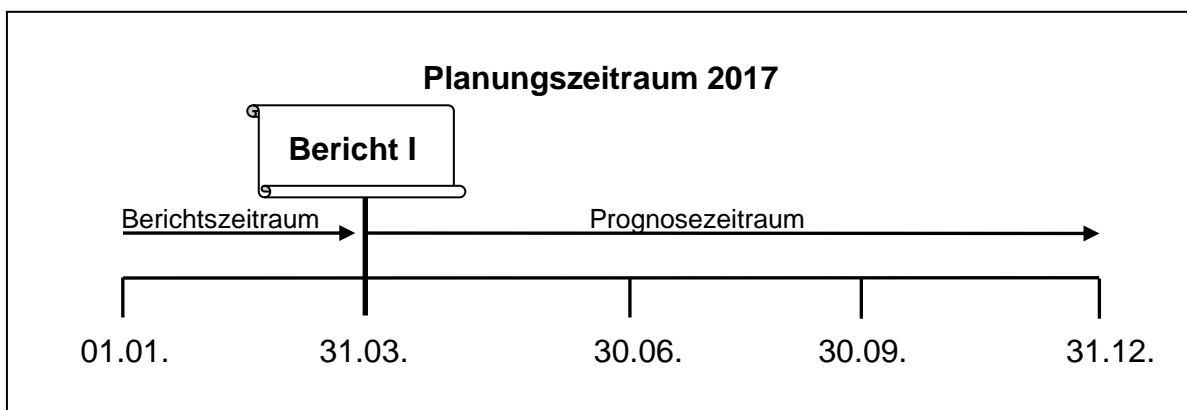 Planungszeitraum 2017
Bericht I
Berichtszeitraum Prognosezeitraum
01.01. 31.03. 30.06. 30.09. 31.12.